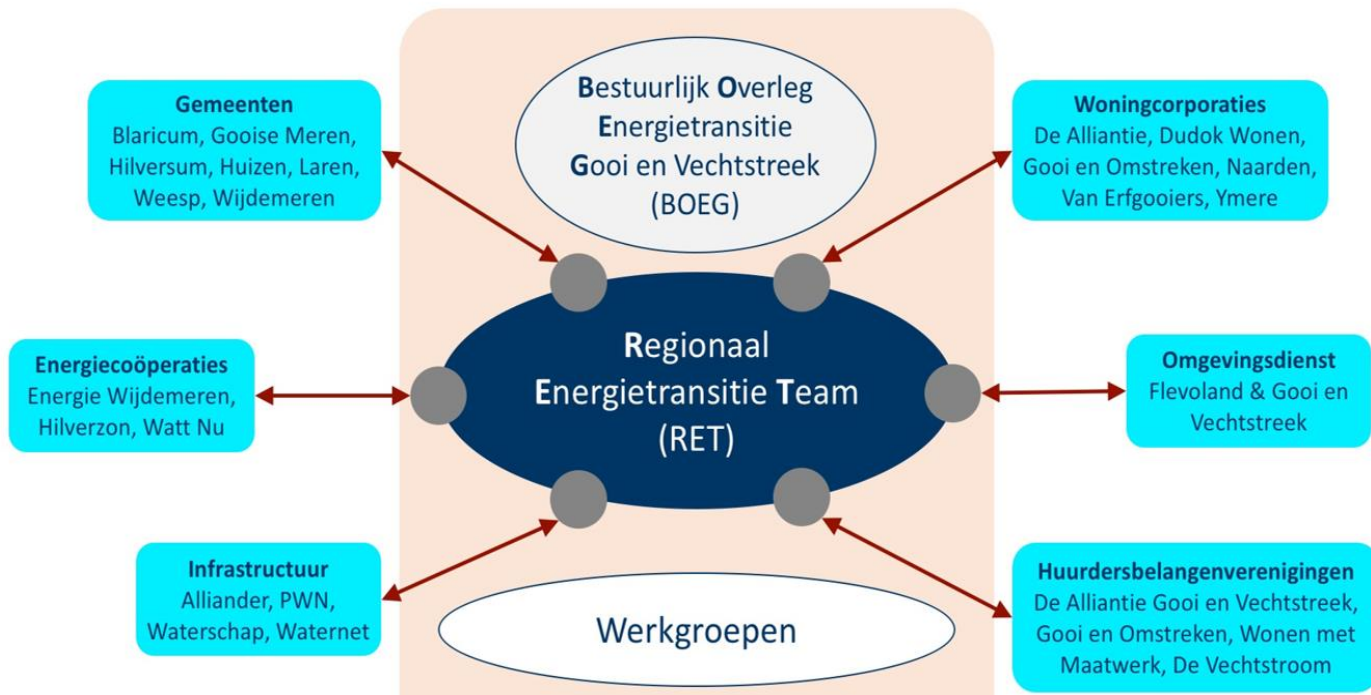 Bestuurlijk Overleg
Energietransitie
Gooi en Vechtstreek
(BOEG)
Gemeenten
Blaricum, Gooise Meren,
Hilversum, Huizen, Laren,
Weesp, Wijdemeren
Woningcorporaties
De Alliantie, Dudok Wonen,
Gooi en Omstreken, Naarden,
Van Erfgooiers, Ymere
Energiecoöperaties
Energie Wijdemeren,
Hilverzon, Watt Nu
Regionaal
Energietransitie Team
(RET)
Omgevingsdienst
Flevoland & Gooi en
Vechtstreek
Infrastructuur
Alliander, PWN,
Waterschap, Waternet
Werkgroepen
Huurdersbelangenverenigingen
De Alliantie Gooi en Vechtstreek,
Gooi en Omstreken, Wonen met
Maatwerk, De Vechtstroom